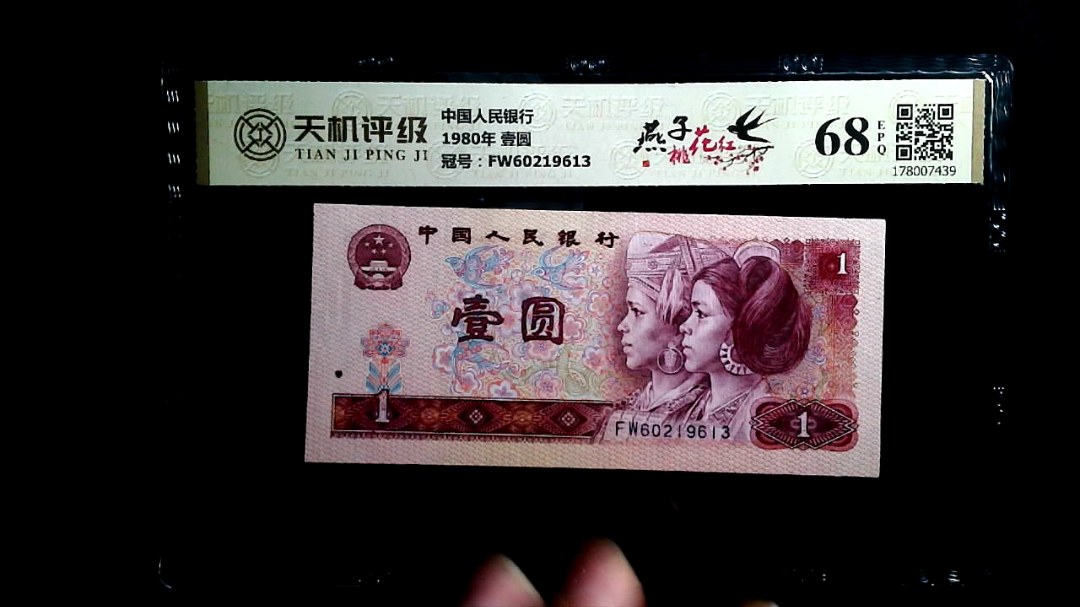 天机评级
TIAN JI PING JI
中国人民银行
1980年 壹圆
冠号：FW60219613
燕子
桃花红
68
EPQ
178007439
中国人民银行
1
壹圆
1
FW60219613
1